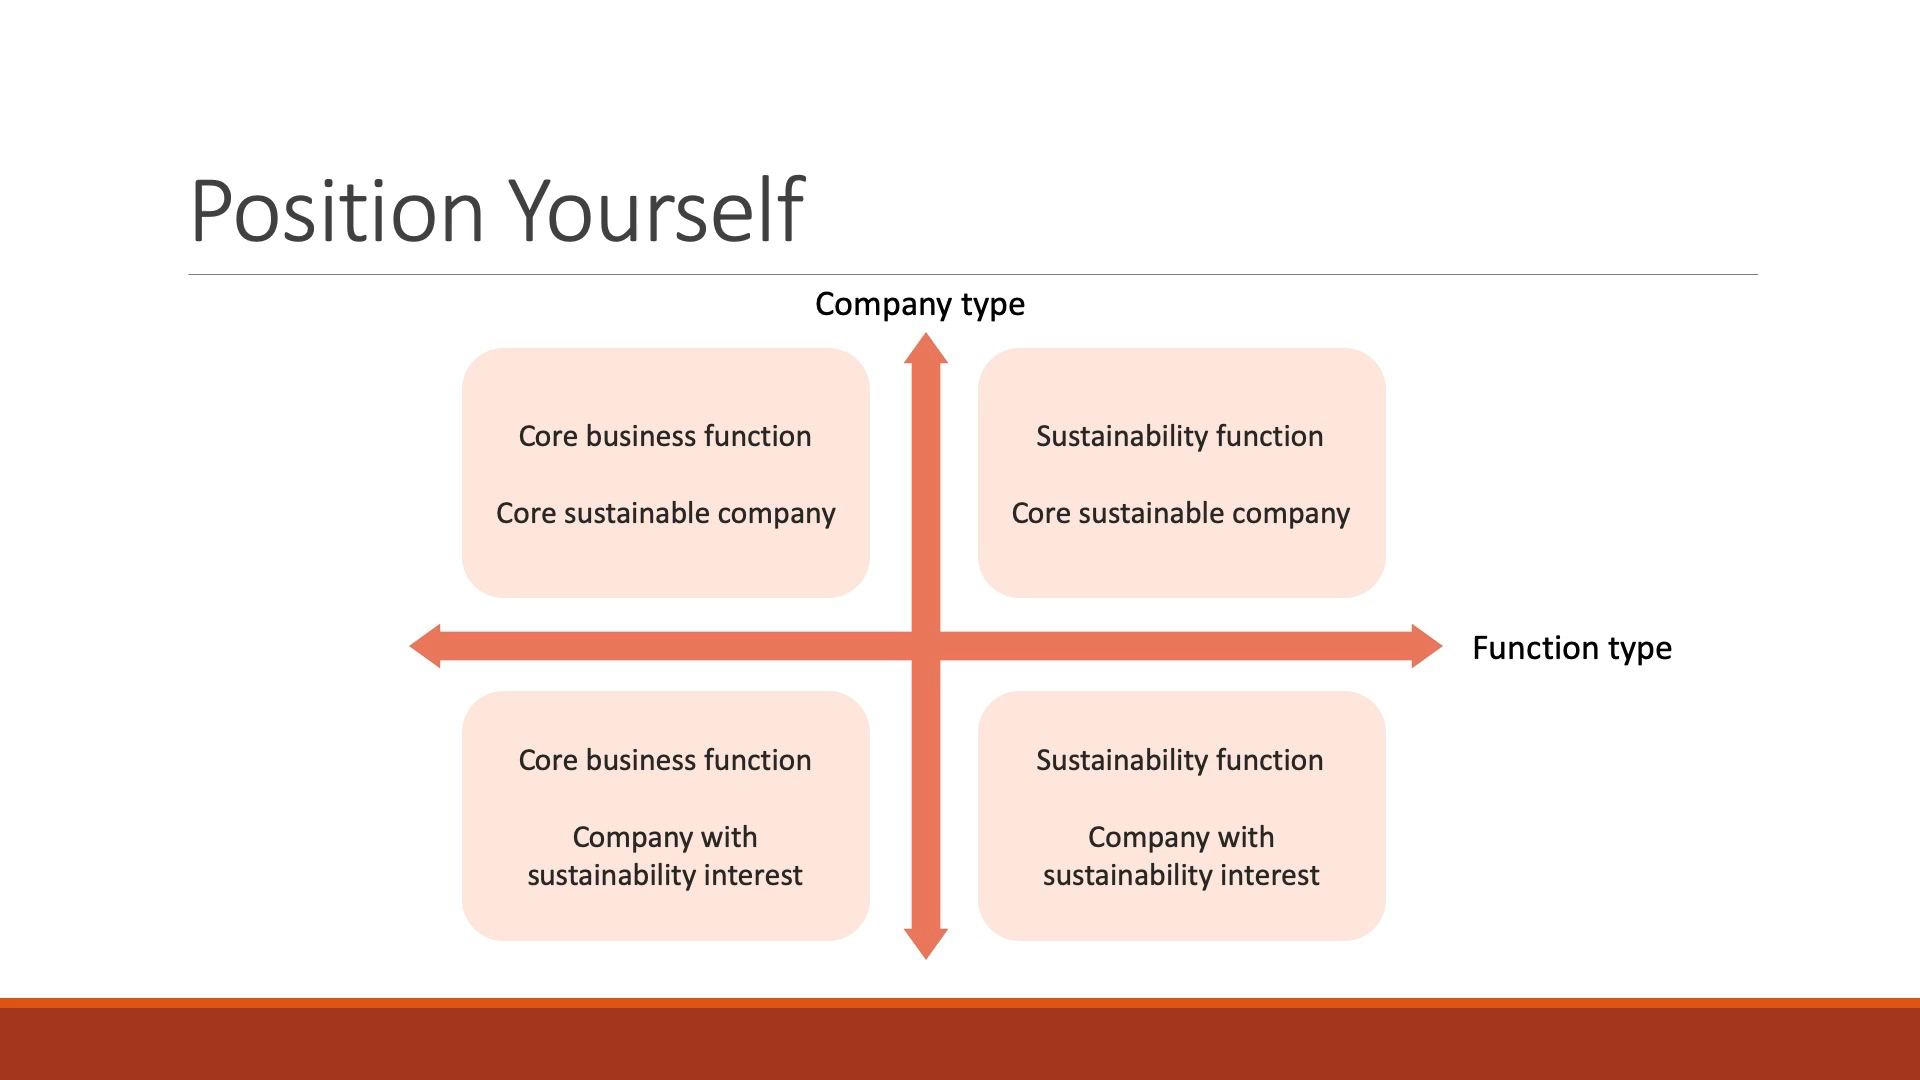 Position Yourself
Company type
Core business function
Core sustainable company
Sustainability function
Core sustainable company
Function type
Core business function
Company with
sustainability interest
Sustainability function
Company with
sustainability interest